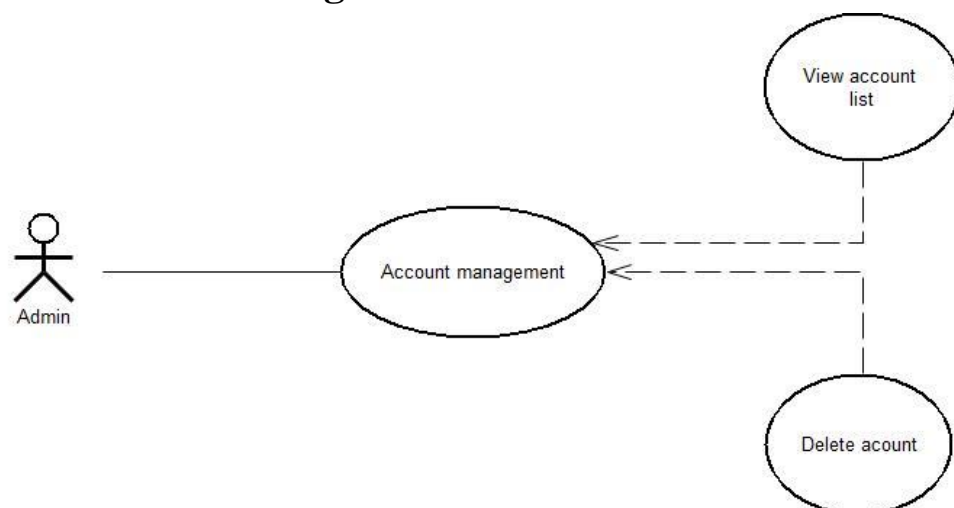 View account
list
Account management
Admin
Delete acount